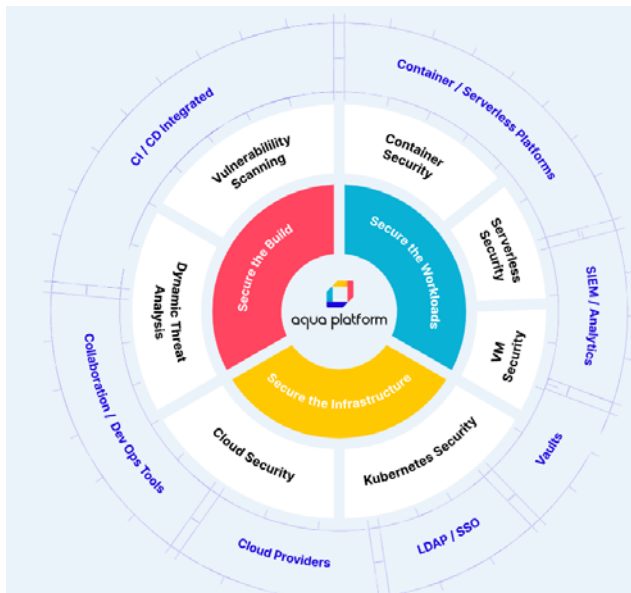 Container / Serverless Platforms
CI / CD integrated
Vulnerabilility
Scanning
Container
Security
Serverless
Security
Secure the Build
Secure the Workloads
SIEM / Analytics
Dynamic Threat
Analysis
aqua platform
VM
Security
Secure the Infrastructure
Collaboration / Dev Ops Tools
Cloud Security
Kubernetes Security
Vaults
Cloud Providers
LDAP / SSO